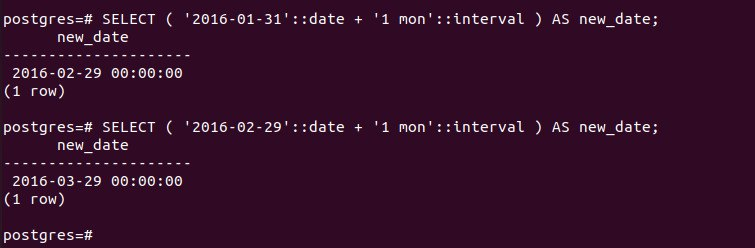 postgres=# SELECT ( '2016-01-31'::date + '1 mon'::interval ) AS new_date;
      new_date
---------------------
 2016-02-29 00:00:00
(1 row)

postgres=# SELECT ( '2016-02-29'::date + '1 mon'::interval ) AS new_date;
      new_date
---------------------
 2016-03-29 00:00:00
(1 row)

postgres=#